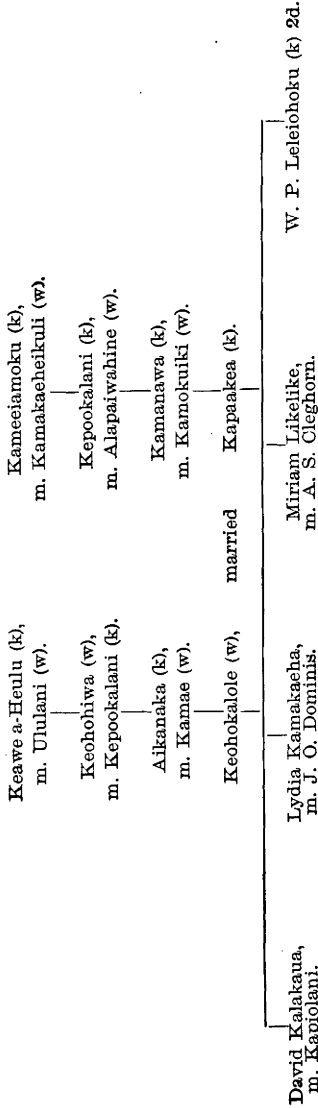 Keawe a-Heulu (k),
m. Ululani (w).
Keohohiwa (w),
m. Kepookalani (k).
Aikanaka (k),
m. Kamae (w).
Keohokalole (w),
married
Kameeiamoku (k),
m. Kamakaeheikuli (w).
Kepookalani (k),
m. Alapaiwahine (w).
Kamanawa (k),
m. Kamokuiki (w).
Kapaakea (k).
David Kalakaua,
m. Kapiolani.
Lydia Kamakaeha,
m. J. O. Dominis.
Miriam Likelike,
m. A. S. Cleghorn.
W. P. Leleiohoku (k) 2d.